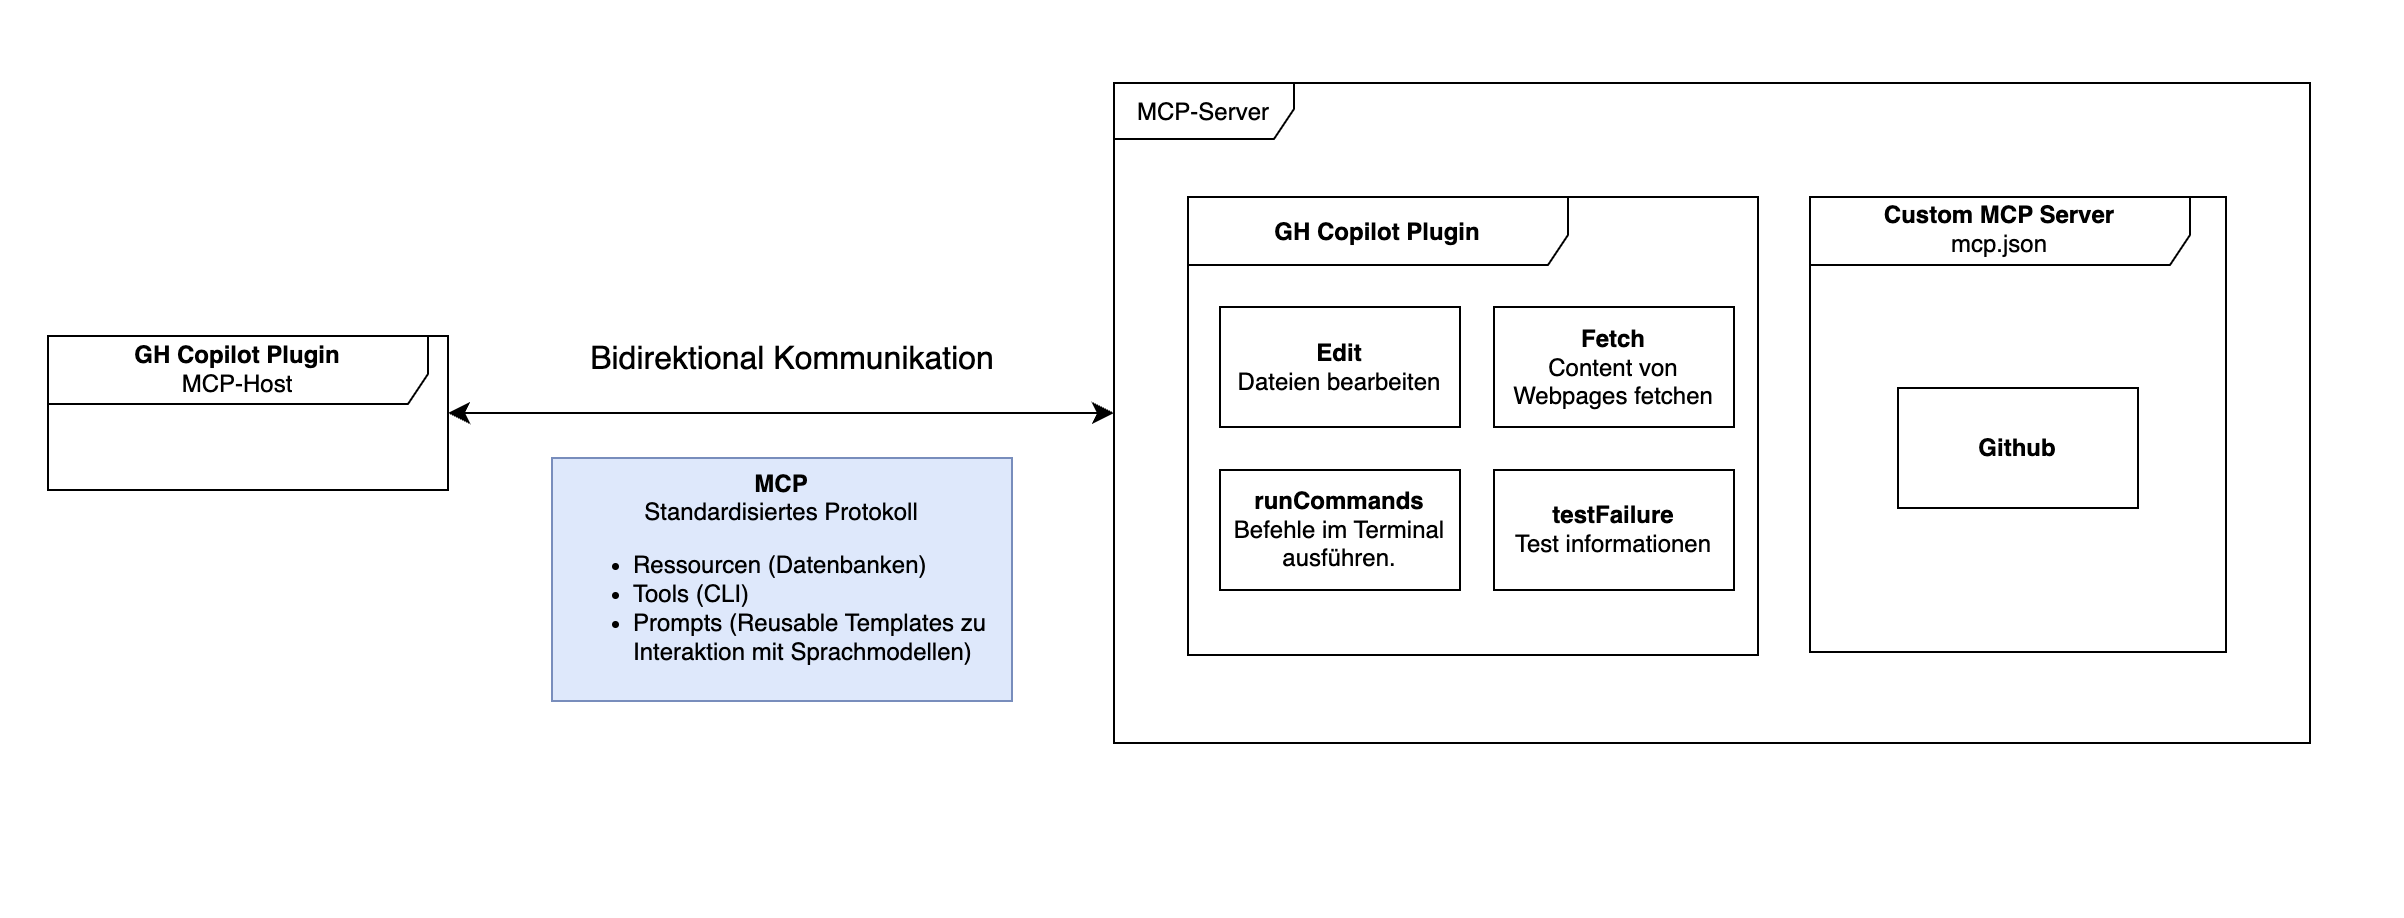 MCP-Server
GH Copilot Plugin
Custom MCP Server
mcp.json
GH Copilot Plugin
MCP-Host
Bidirektional Kommunikation
Edit
Dateien bearbeiten
Fetch
Content von
Webpages fetchen
runCommands
Befehle im Terminal
ausführen.
testFailure
Test informationen
Github
MCP
Standardisiertes Protokoll
• Ressourcen (Datenbanken)
• Tools (CLI)
• Prompts (Reusable Templates zu
Interaktion mit Sprachmodellen)